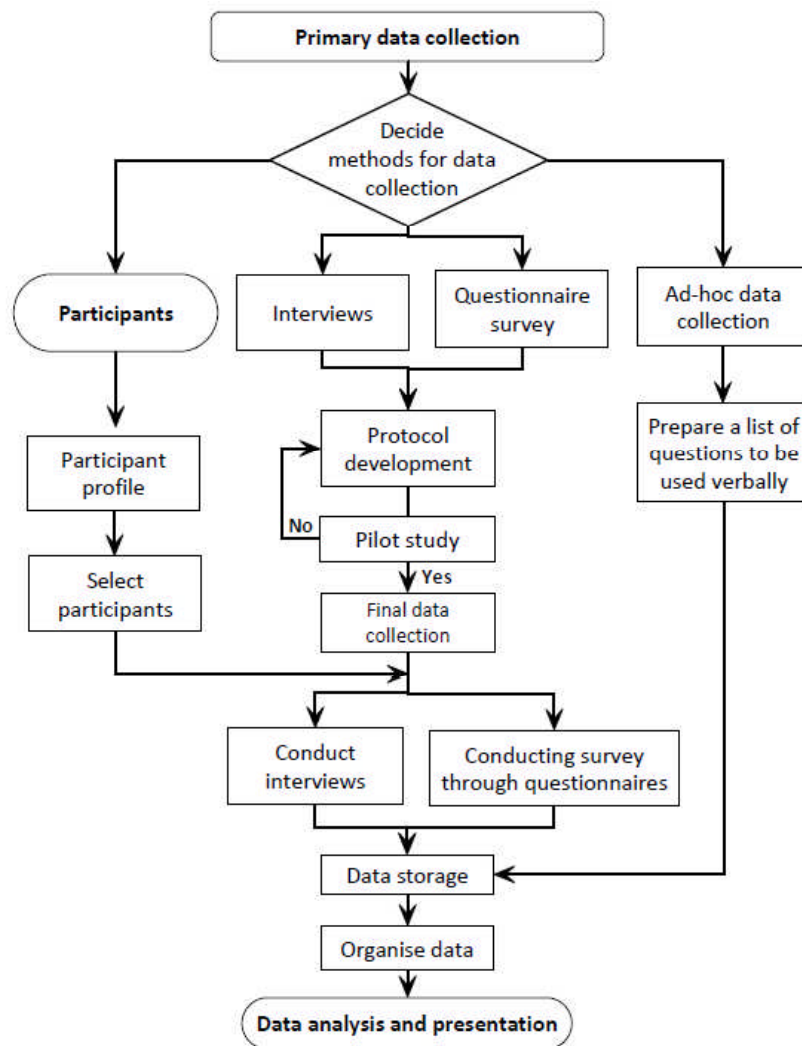 Primary data collection
Decide
methods for data
collection
Participants
Interviews
Questionnaire
survey
Ad-hoc data
collection
Participant
profile
Protocol
development
Prepare a list of
questions to be
used verbally
No
Pilot study
Yes
Select
participants
Final data
collection
Conduct
interviews
Conducting survey
through questionnaires
Data storage
Organise data
Data analysis and presentation